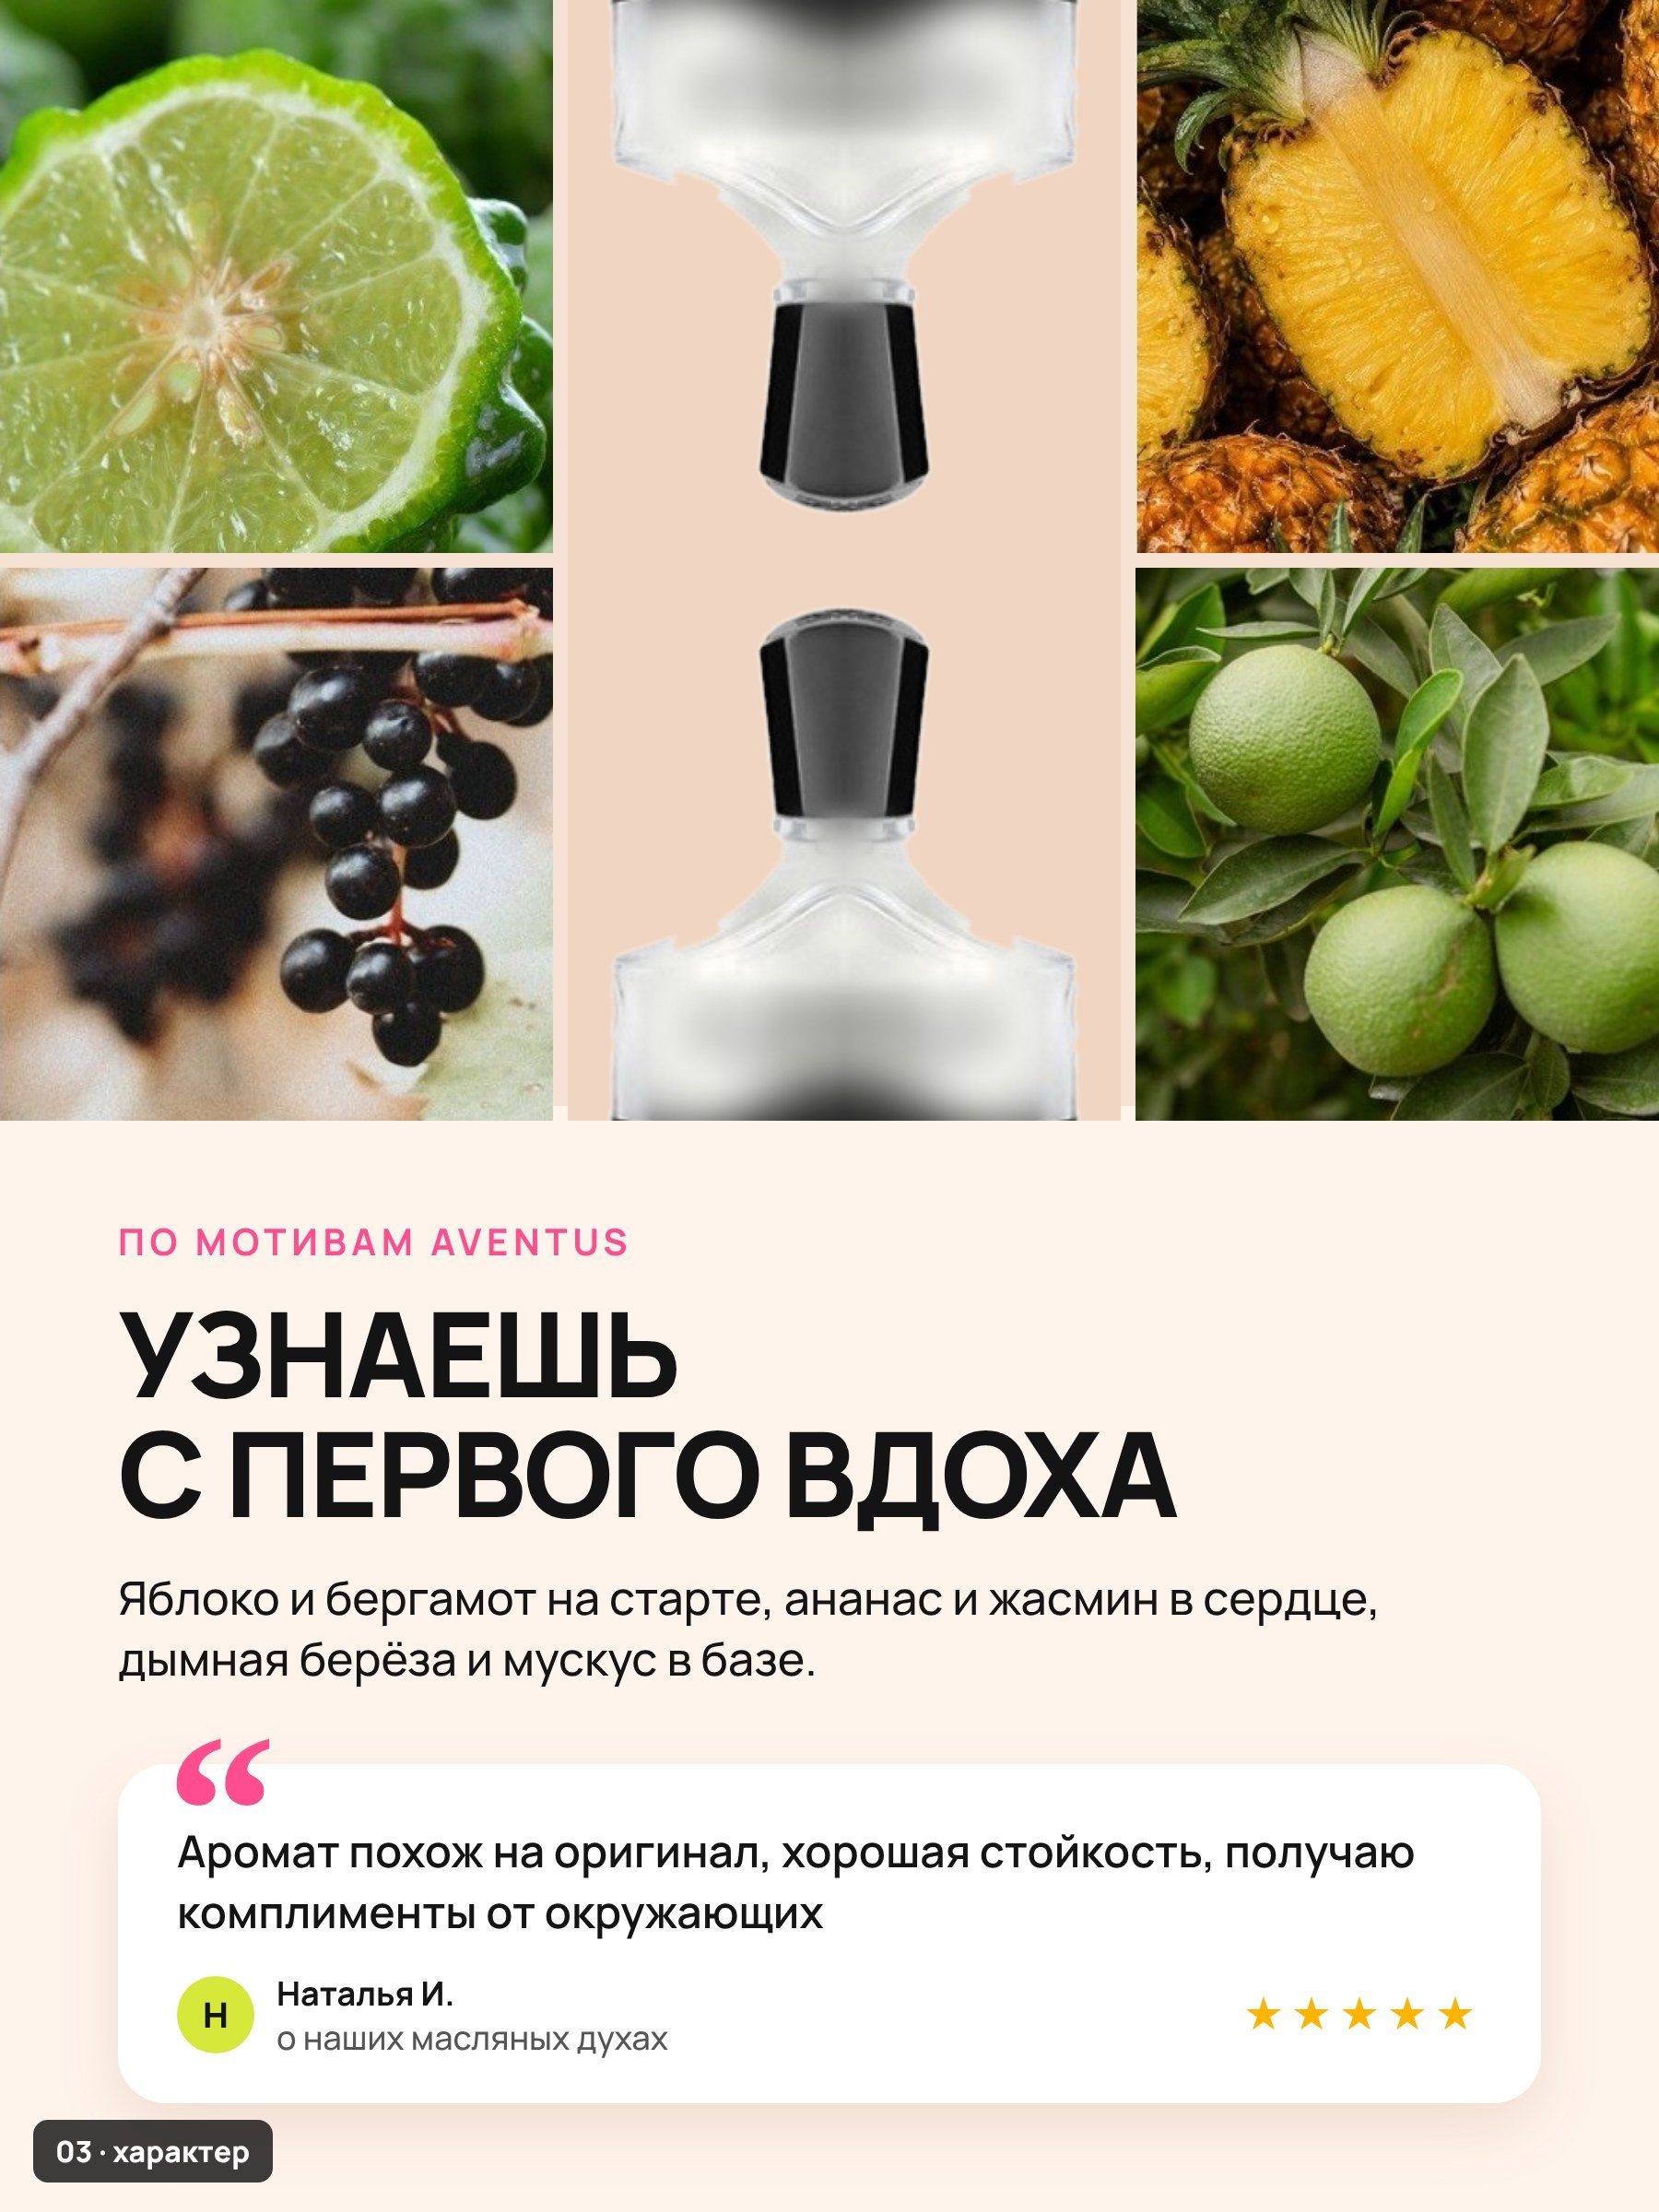 ПО МОТИВАМ AVENTUS
УЗНАЕШЬ
С ПЕРВОГО ВДОХА
Яблоко и бергамот на старте, ананас и жасмин в сердце,
дымная берёза и мускус в базе.
“
Аромат похож на оригинал, хорошая стойкость, получаю
комплименты от окружающих
Н
Наталья И.
о наших масляных духах
★★★★★
03 · характер